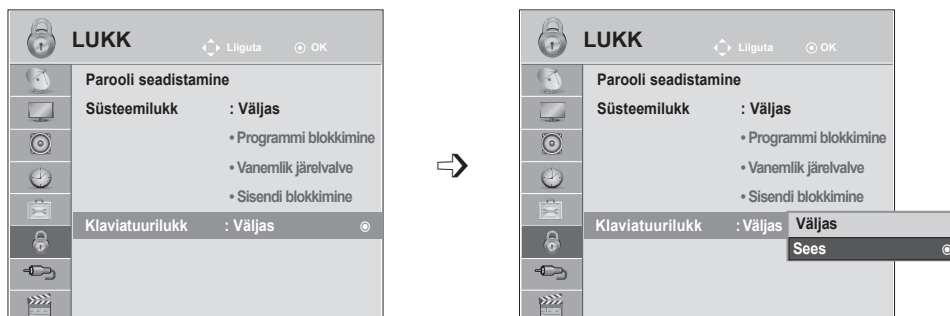 LUKK
Liiguta OK
Parooli seadistamine
Süsteemilukk : Väljas
• Programmi blokkimine
• Vanemlik järelvalve
• Sisendi blokkimine
Klaviatuurilukk : Väljas
LUKK
Liiguta OK
Parooli seadistamine
Süsteemilukk : Väljas
• Programmi blokkimine
• Vanemlik järelvalve
• Sisendi blokkimine
Klaviatuurilukk : Väljas
Väljas
Sees